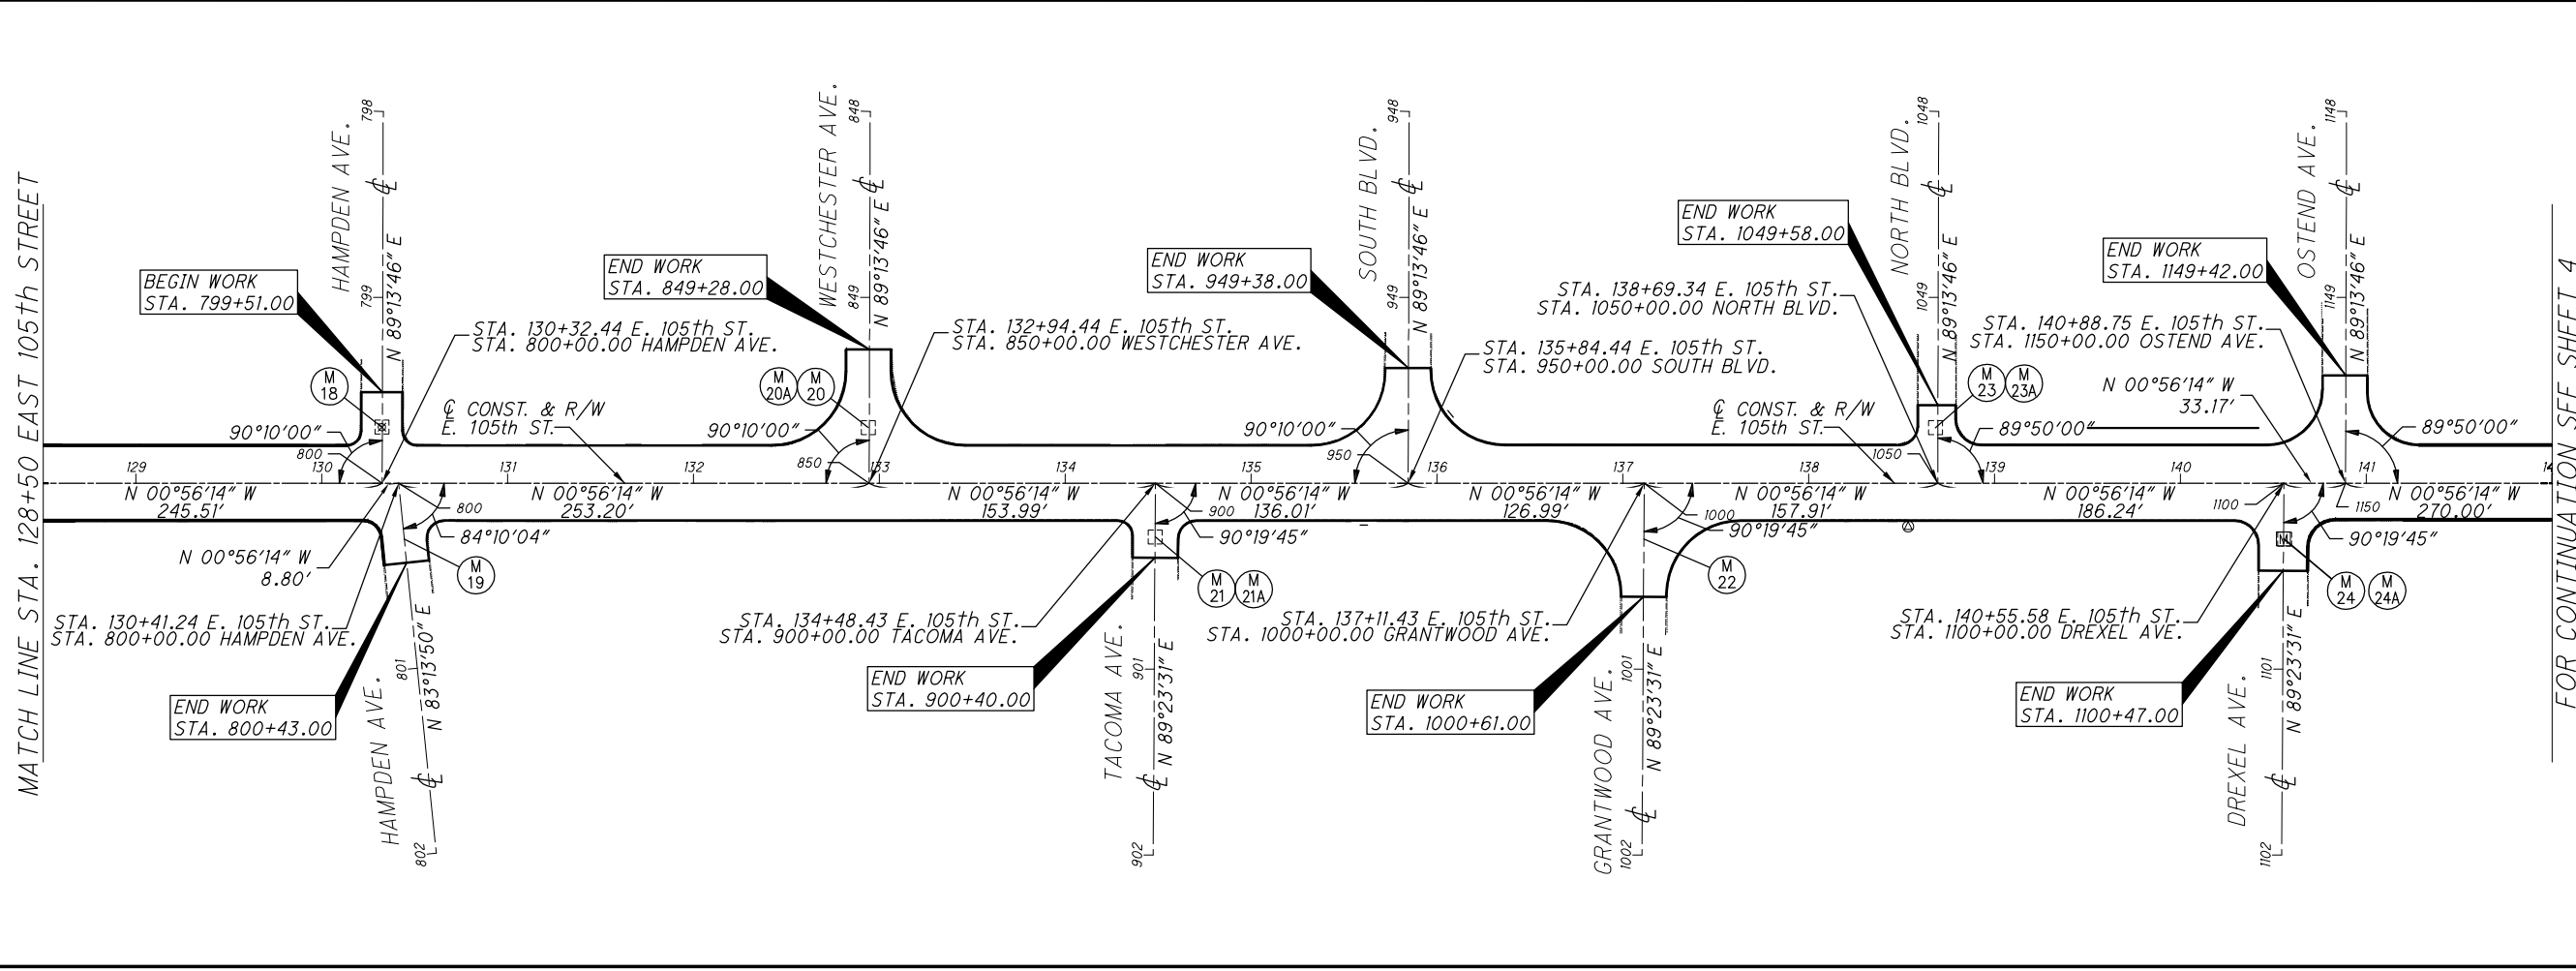 MATCH LINE STA. 128+50 EAST 105th STREET
HAMPDEN AVE.
798
799
N 89°13'46" E
BEGIN WORK
STA. 799+51.00
STA. 130+32.44 E. 105th ST.
STA. 800+00.00 HAMPDEN AVE.
M
18
90°10'00"
800
℄ CONST. & R/W
E. 105th ST.
WESTCHESTER AVE.
848
849
N 89°13'46" E
END WORK
STA. 849+28.00
STA. 132+94.44 E. 105th ST.
STA. 850+00.00 WESTCHESTER AVE.
M
20A
M
20
90°10'00"
850
SOUTH BLVD.
948
949
N 89°13'46" E
END WORK
STA. 949+38.00
STA. 135+84.44 E. 105th ST.
STA. 950+00.00 SOUTH BLVD.
90°10'00"
950
NORTH BLVD.
1048
1049
N 89°13'46" E
END WORK
STA. 1049+58.00
STA. 138+69.34 E. 105th ST.
STA. 1050+00.00 NORTH BLVD.
℄ CONST. & R/W
E. 105th ST.
M
23
M
23A
1050
89°50'00"
OSTEND AVE.
1148
1149
N 89°13'46" E
END WORK
STA. 1149+42.00
STA. 140+88.75 E. 105th ST.
STA. 1150+00.00 OSTEND AVE.
N 00°56'14" W
33.17'
89°50'00"
1150
129
130
131
132
133
134
135
136
137
138
139
140
141
N 00°56'14" W
245.51'
N 00°56'14" W
253.20'
N 00°56'14" W
153.99'
N 00°56'14" W
136.01'
N 00°56'14" W
126.99'
N 00°56'14" W
157.91'
N 00°56'14" W
186.24'
N 00°56'14" W
270.00'
N 00°56'14" W
8.80'
800
84°10'04"
M
19
STA. 130+41.24 E. 105th ST.
STA. 800+00.00 HAMPDEN AVE.
END WORK
STA. 800+43.00
HAMPDEN AVE.
801
802
℄
N 83°13'50" E
900
90°19'45"
M
21
M
21A
STA. 134+48.43 E. 105th ST.
STA. 900+00.00 TACOMA AVE.
END WORK
STA. 900+40.00
TACOMA AVE.
901
902
℄ N 89°23'31" E
1000
90°19'45"
M
22
STA. 137+11.43 E. 105th ST.
STA. 1000+00.00 GRANTWOOD AVE.
END WORK
STA. 1000+61.00
GRANTWOOD AVE.
1001
1002
℄
N 89°23'31" E
1100
90°19'45"
M
24
M
24A
STA. 140+55.58 E. 105th ST.
STA. 1100+00.00 DREXEL AVE.
END WORK
STA. 1100+47.00
DREXEL AVE.
1101
1102
℄
N 89°23'31" E
FOR CONTINUATION SEE SHEET 4